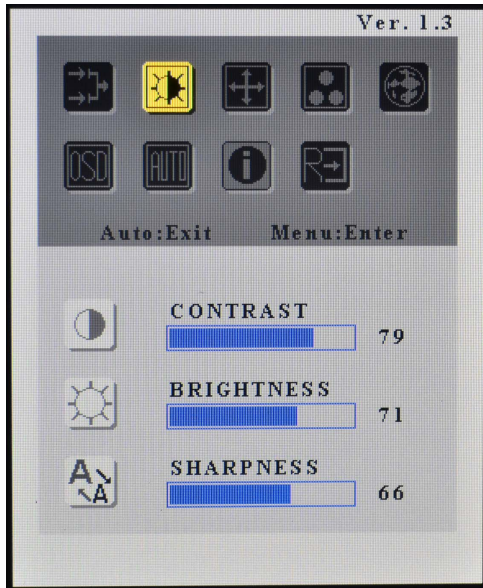 Ver. 1.3
OSD AUTO i R
Auto:Exit Menu:Enter
CONTRAST
79
BRIGHTNESS
71
SHARPNESS
66
A A